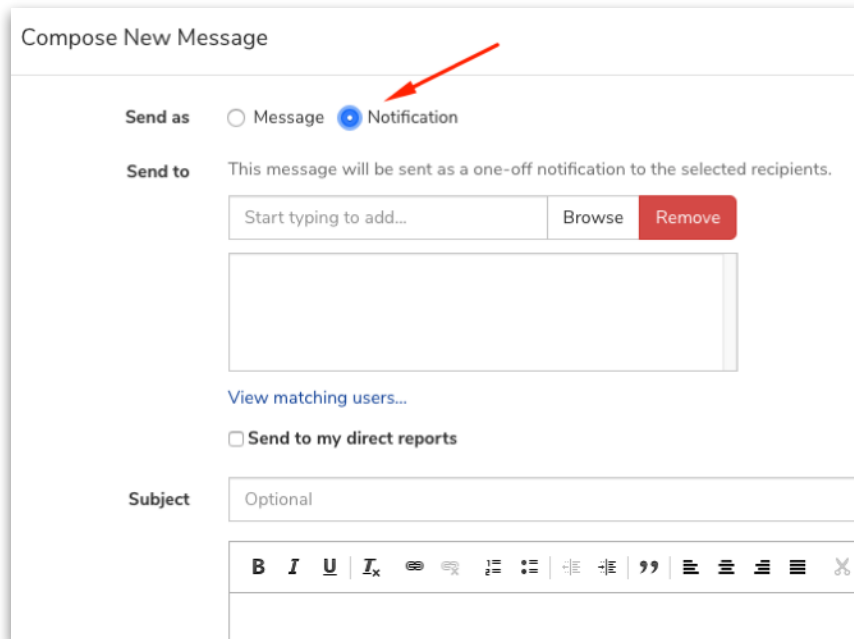 Compose New Message
Send as Message Notification
Send to This message will be sent as a one-off notification to the selected recipients.
Start typing to add... Browse Remove
View matching users...
Send to my direct reports
Subject Optional
B I U Ix